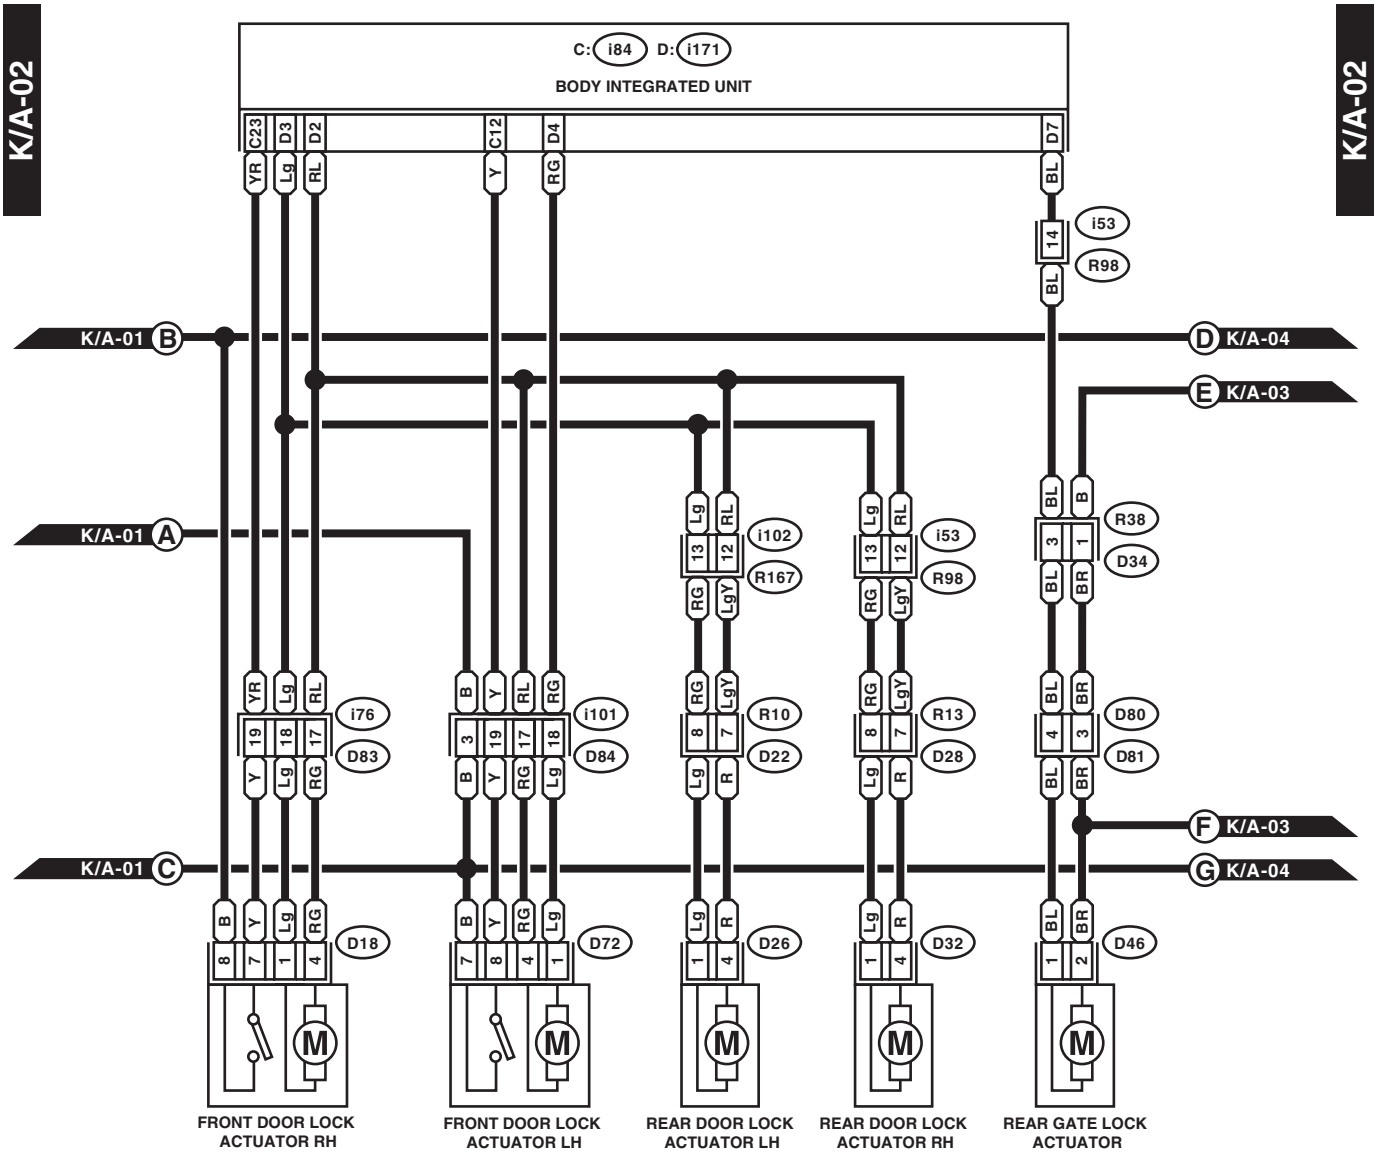 K/A-02
K/A-02
C: i84 D: i171
BODY INTEGRATED UNIT
C23 D3 D2 C12 D4 D7
YR Lg RL Y RG BL
14 i53
R98
BL
K/A-01 B D K/A-04
E K/A-03
BL B
Lg RL Lg RL R38
K/A-01 A 13 12 i102 13 12 i53 3 1
D34
R167 R98
RG LgY RG LgY BL BR
YR Lg RL B Y RL RG RG LgY RG LgY BL BR
i76 i101 R10 R13 D80
19 18 17 3 19 17 18 8 7 8 7 4 3
D83 D84 D22 D28 D81
Y Lg RG B Y RG Lg Lg R Lg R BL BR
F K/A-03
K/A-01 C G K/A-04
B Y Lg RG B Y RG Lg Lg R Lg R BL BR
D18 D72 D26 D32 D46
8 7 1 4 7 8 4 1 1 4 1 4 1 2
M M M M M
FRONT DOOR LOCK FRONT DOOR LOCK REAR DOOR LOCK REAR DOOR LOCK REAR GATE LOCK
ACTUATOR RH ACTUATOR LH ACTUATOR LH ACTUATOR RH ACTUATOR